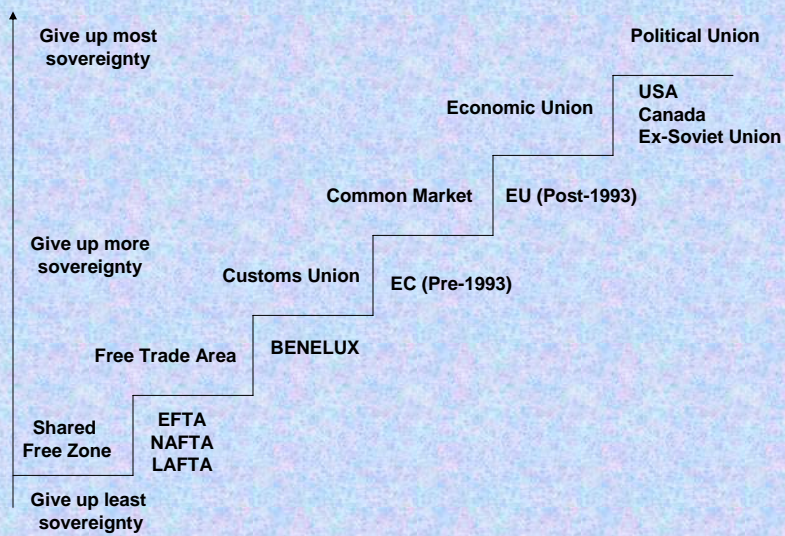 Give up most
sovereignty
Political Union
USA
Canada
Ex-Soviet Union
Economic Union
EU (Post-1993)
Common Market
Give up more
sovereignty
EC (Pre-1993)
Customs Union
BENELUX
Free Trade Area
EFTA
NAFTA
LAFTA
Shared
Free Zone
Give up least
sovereignty